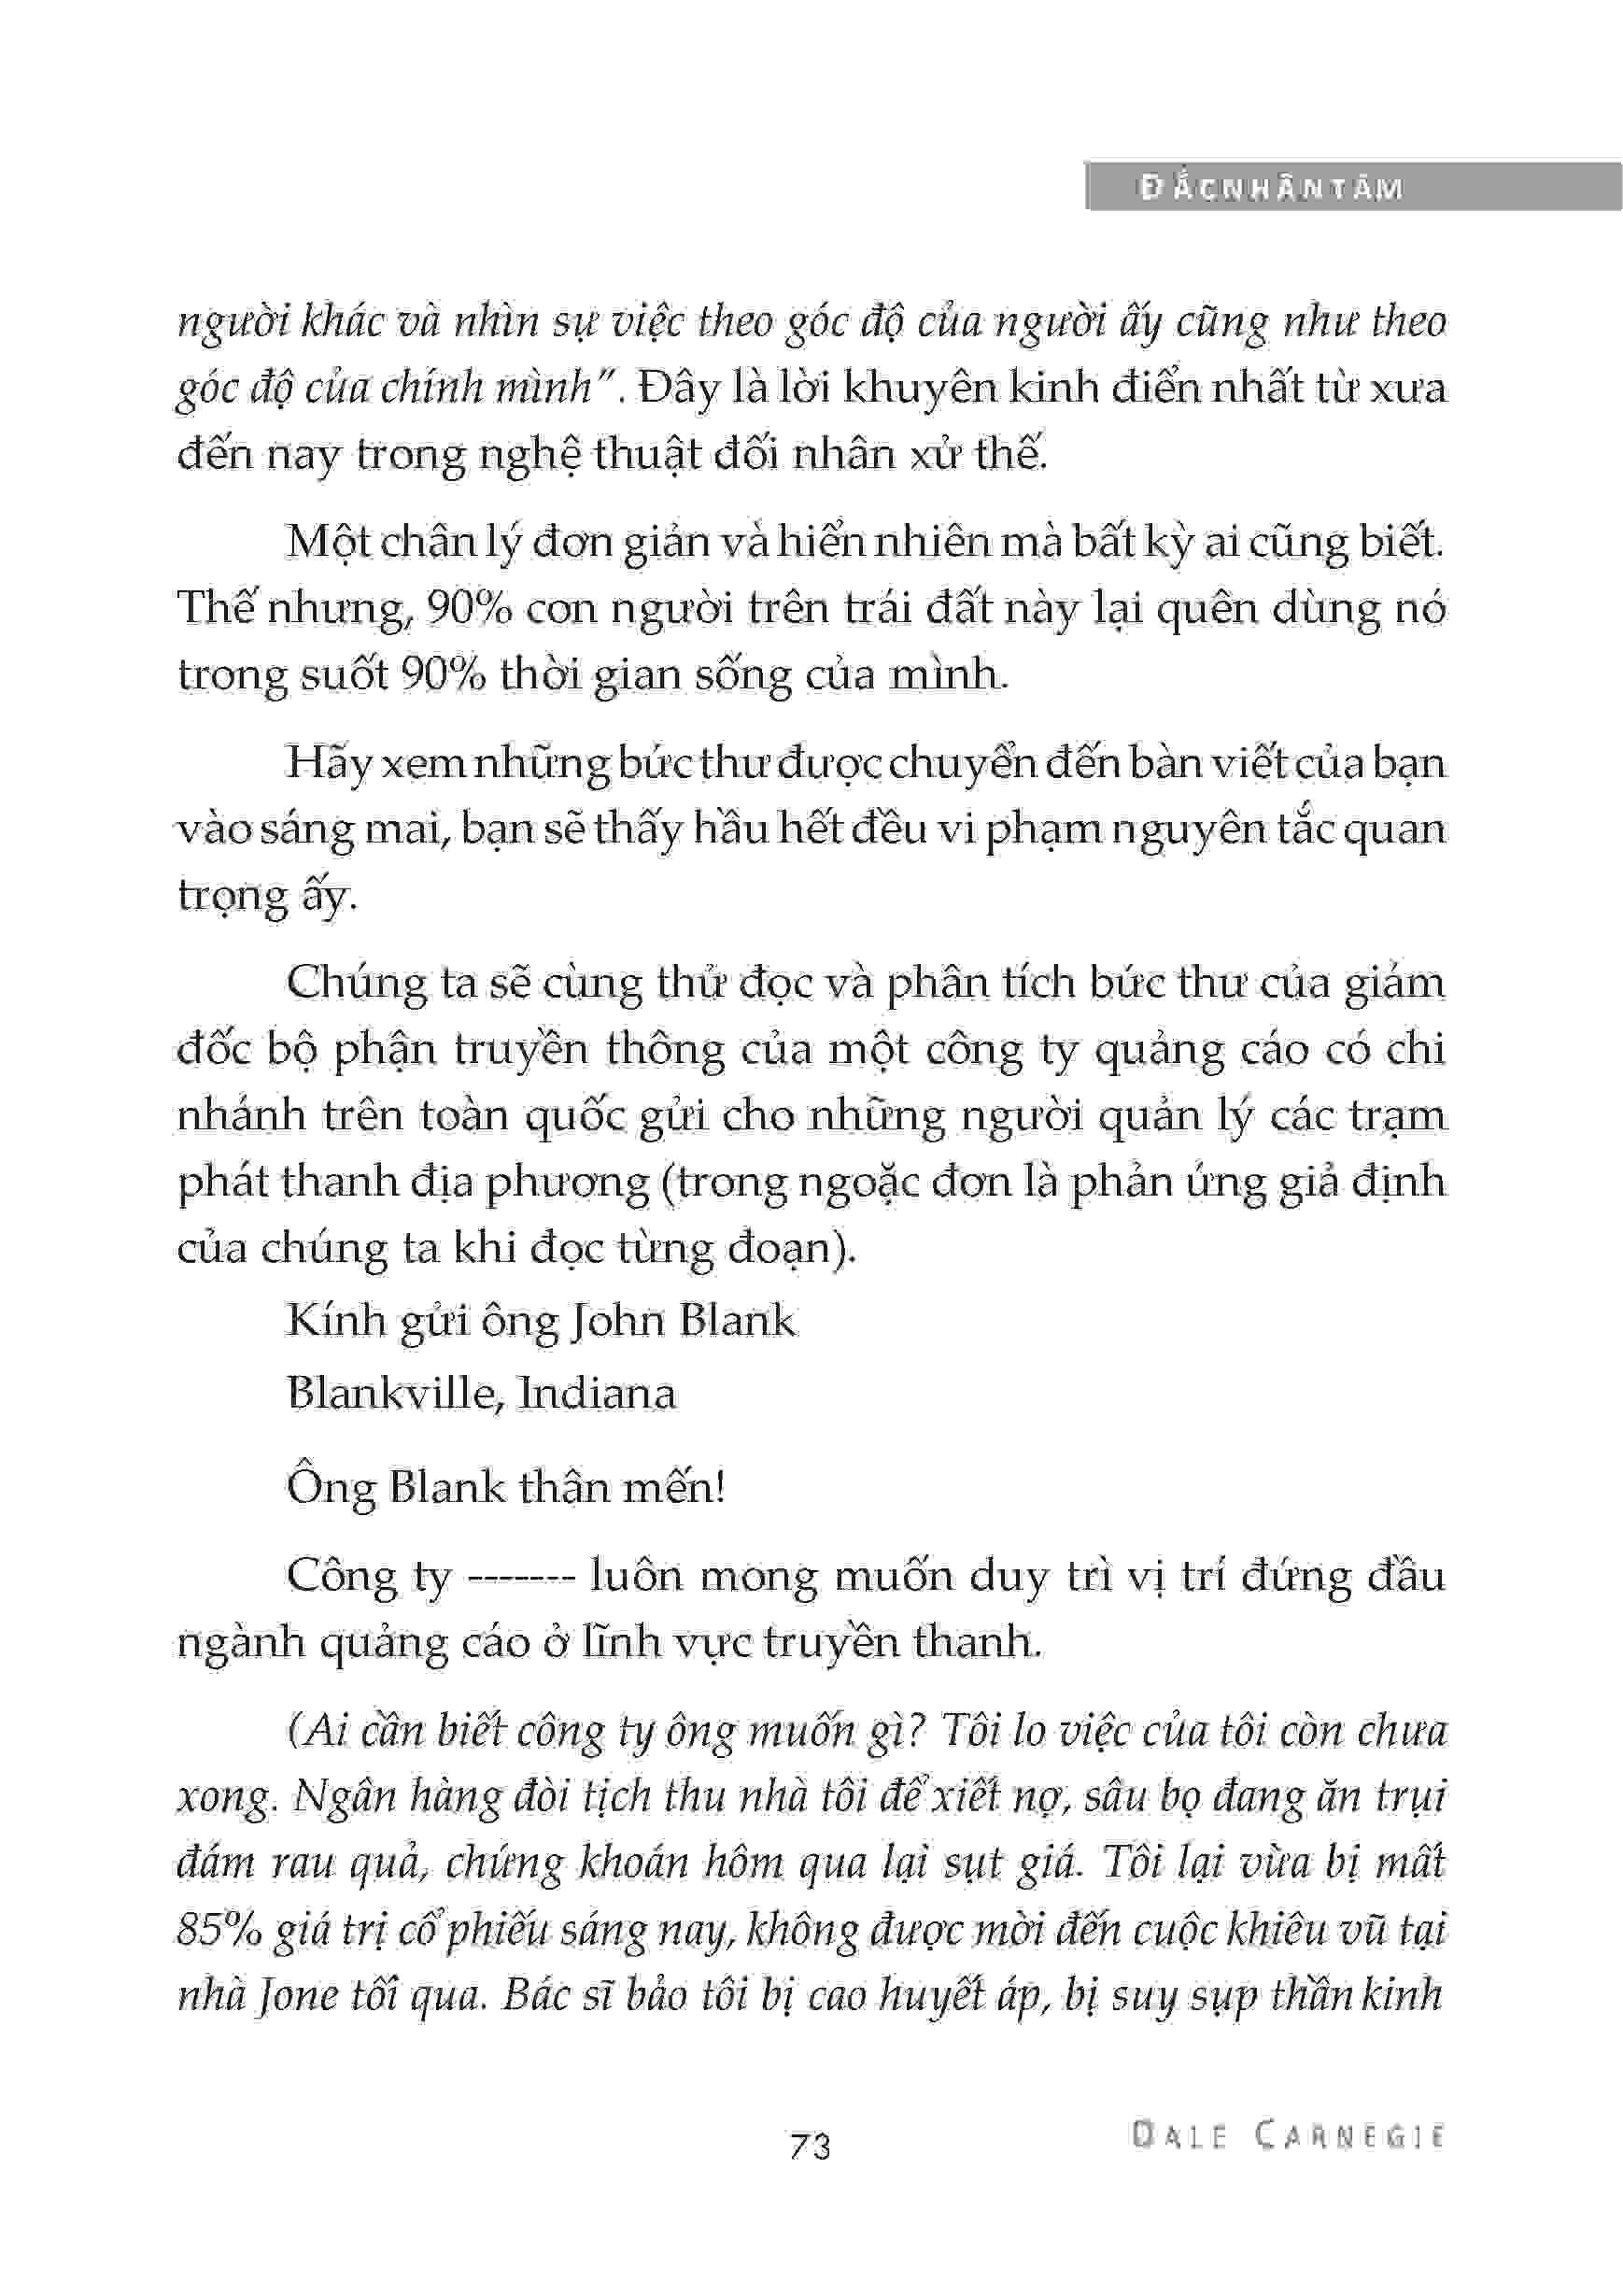 ĐẮCNHÂNTÂM
người khác và nhìn sự việc theo góc độ của người ấy cũng như theo
góc độ của chính mình". Đây là lời khuyên kinh điển nhất từ xưa
đến nay trong nghệ thuật đối nhân xử thế.
Một chân lý đơn giản và hiển nhiên mà bất kỳ ai cũng biết.
Thế nhưng, 90% con người trên trái đất này lại quên dùng nó
trong suốt 90% thời gian sống của mình.
Hãy xem những bức thư được chuyển đến bàn viết của bạn
vào sáng mai, bạn sẽ thấy hầu hết đều vi phạm nguyên tắc quan
trọng ấy.
Chúng ta sẽ cùng thử đọc và phân tích bức thư của giám
đốc bộ phận truyền thông của một công ty quảng cáo có chi
nhánh trên toàn quốc gửi cho những người quản lý các trạm
phát thanh địa phương (trong ngoặc đơn là phản ứng giả định
của chúng ta khi đọc từng đoạn).
Kính gửi ông John Blank
Blankville, Indiana
Ông Blank thân mến!
Công ty ------- luôn mong muốn duy trì vị trí đứng đầu
ngành quảng cáo ở lĩnh vực truyền thanh.
(Ai cần biết công ty ông muốn gì? Tôi lo việc của tôi còn chưa
xong. Ngân hàng đòi tịch thu nhà tôi để xiết nợ, sâu bọ đang ăn trụi
đám rau quả, chứng khoán hôm qua lại sụt giá. Tôi lại vừa bị mất
85% giá trị cổ phiếu sáng nay, không được mời đến cuộc khiêu vũ tại
nhà Jone tối qua. Bác sĩ bảo tôi bị cao huyết áp, bị suy sụp thần kinh
73
DALE CARNEGIE